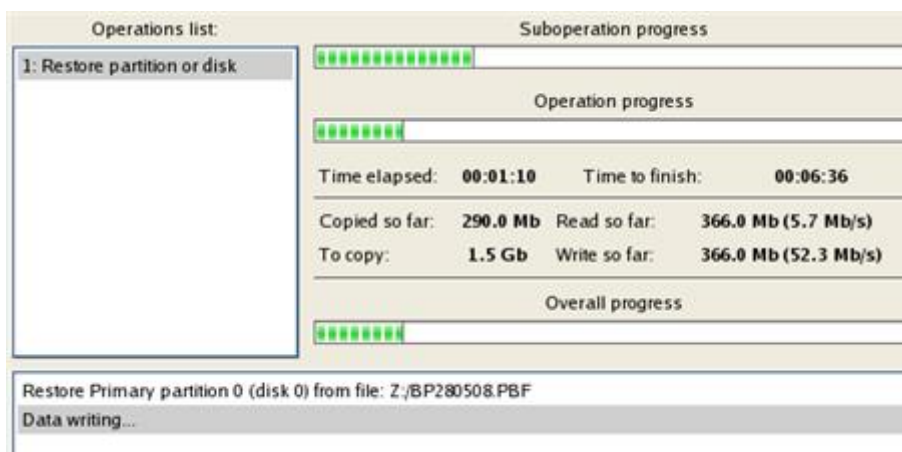 Operations list:
1: Restore partition or disk
Suboperation progress
Operation progress
Time elapsed: 00:01:10 Time to finish: 00:06:36
Copied so far: 290.0 Mb Read so far: 366.0 Mb (5.7 Mb/s)
To copy: 1.5 Gb Write so far: 366.0 Mb (52.3 Mb/s)
Overall progress
Restore Primary partition 0 (disk 0) from file: Z:/BP280508.PBF
Data writing...